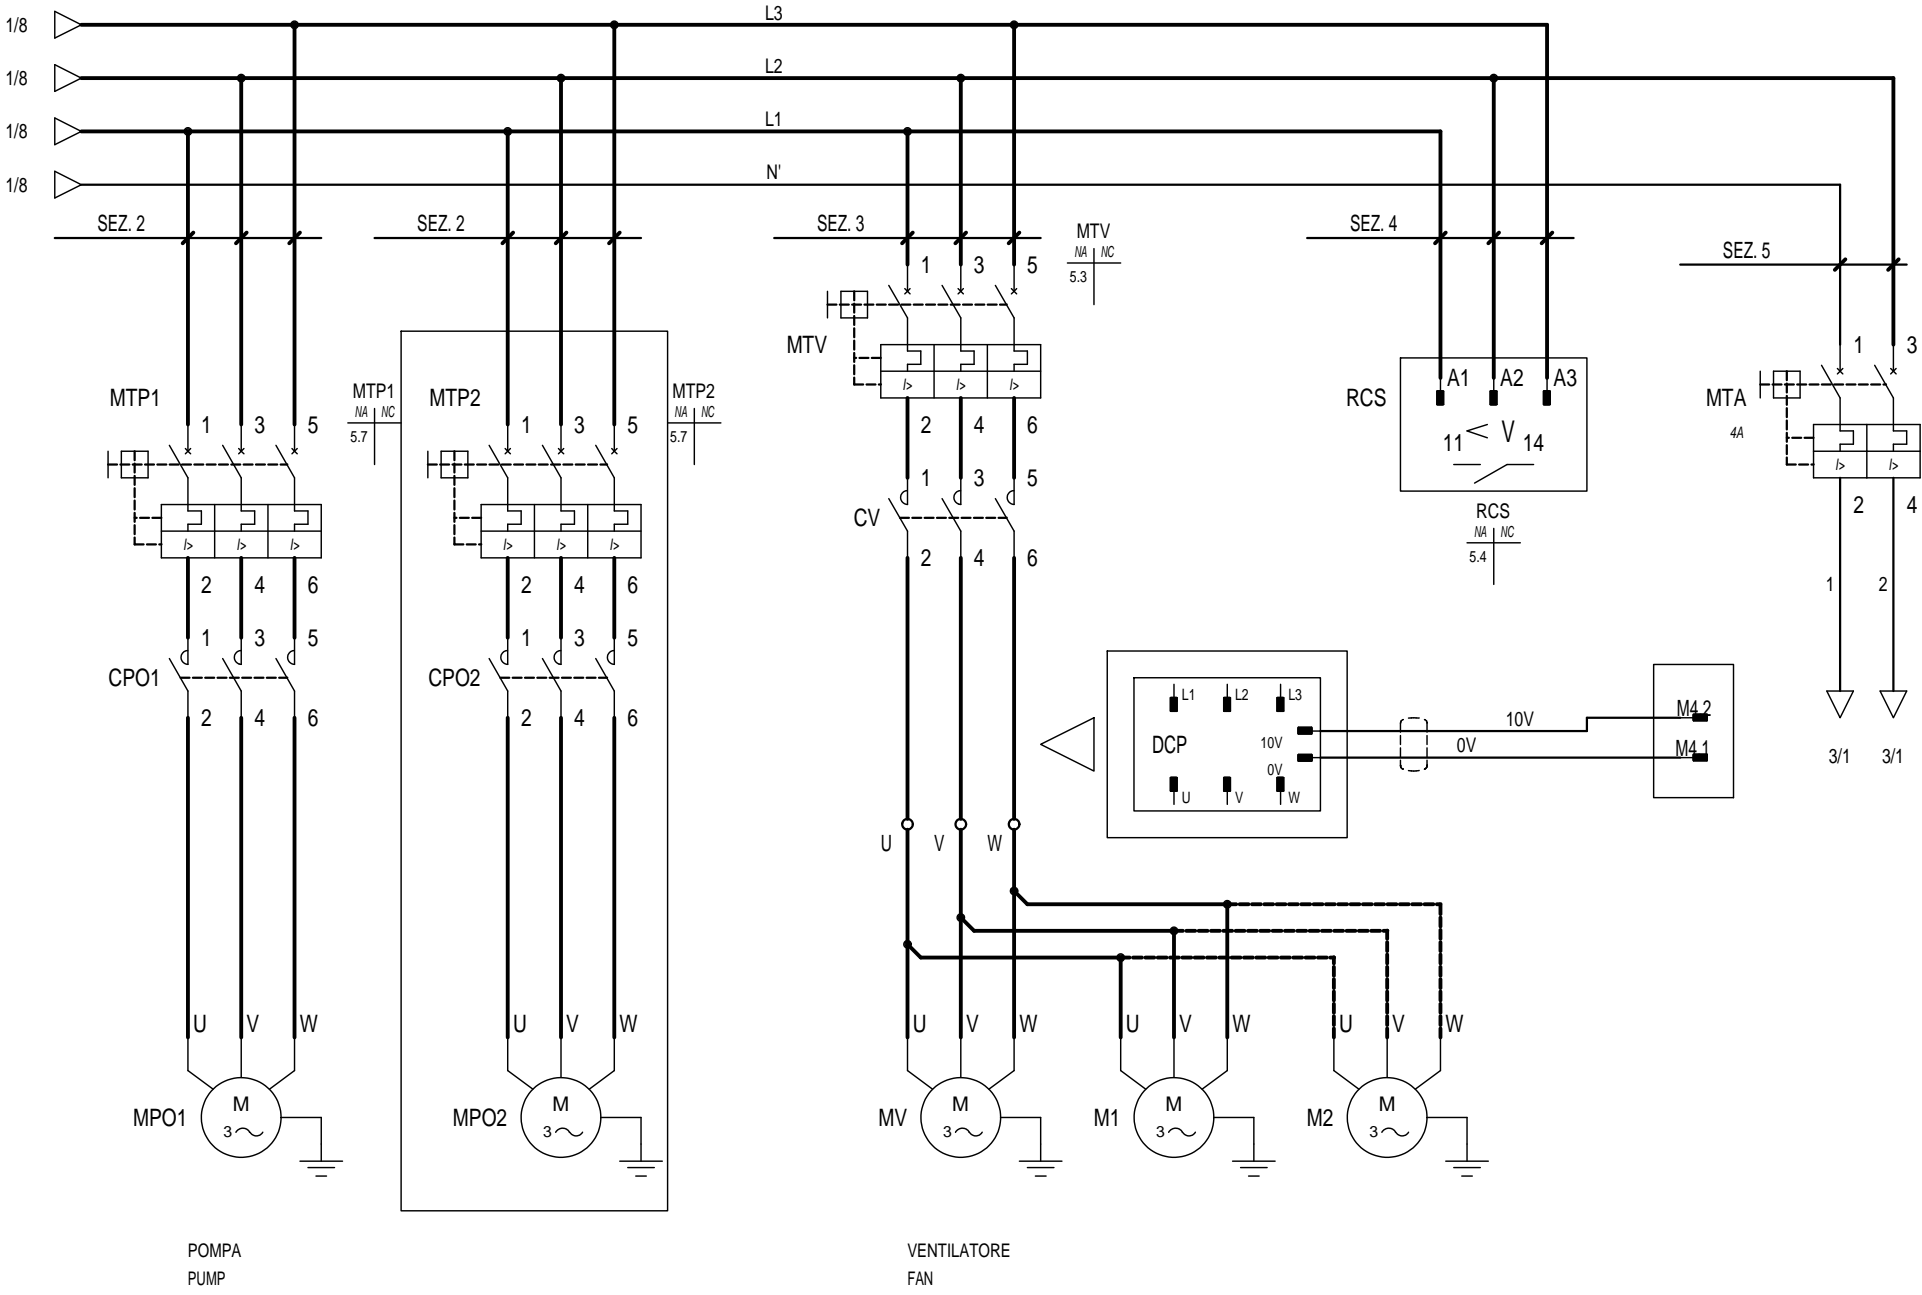 1/8 L3
1/8 L2
1/8 L1
1/8 N'
SEZ. 2 SEZ. 2 SEZ. 3 SEZ. 4
SEZ. 5
MTV
NA NC
5.3
1 3 5
MTV
I> I> I>
2 4 6
1 3 5
CV
2 4 6
MTP1
1 3 5
I> I> I>
2 4 6
1 3 5
CPO1
2 4 6
MTP1
NA NC
5.7
MTP2
1 3 5
I> I> I>
2 4 6
1 3 5
CPO2
2 4 6
MTP2
NA NC
5.7
RCS
A1 A2 A3
< V
11 14
RCS
NA NC
5.4
1 3
MTA
4A
I> I>
2 4
1 2
3/1 3/1
L1 L2 L3
DCP
10V
0V
U V W
10V
0V
M4.2
M4.1
U V W
U V W
MPO1
M
3
U V W
MPO2
M
3
U V W
MV
M
3
U V W
M1
M
3
U V W
M2
M
3
POMPA
PUMP
VENTILATORE
FAN